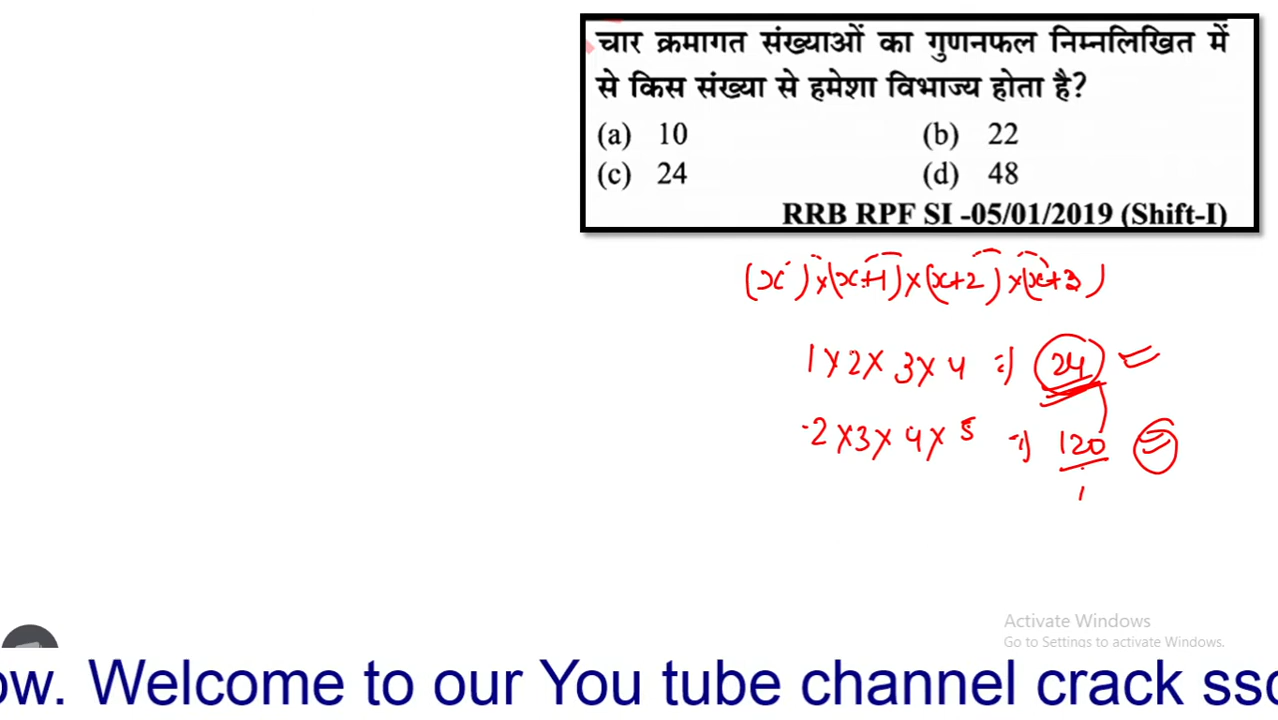 चार क्रमागत संख्याओं का गुणनफल निम्नलिखित में
से किस संख्या से हमेशा विभाज्य होता है?
(a) 10 (b) 22
(c) 24 (d) 48
RRB RPF SI -05/01/2019 (Shift-I)
(x) × (x+1) × (x+2) × (x+3)
1 × 2 × 3 × 4 ⇒ 24 =
2 × 3 × 4 × 5 ⇒ 120 =
Activate Windows
Go to Settings to activate Windows.
ow. Welcome to our You tube channel crack ssc